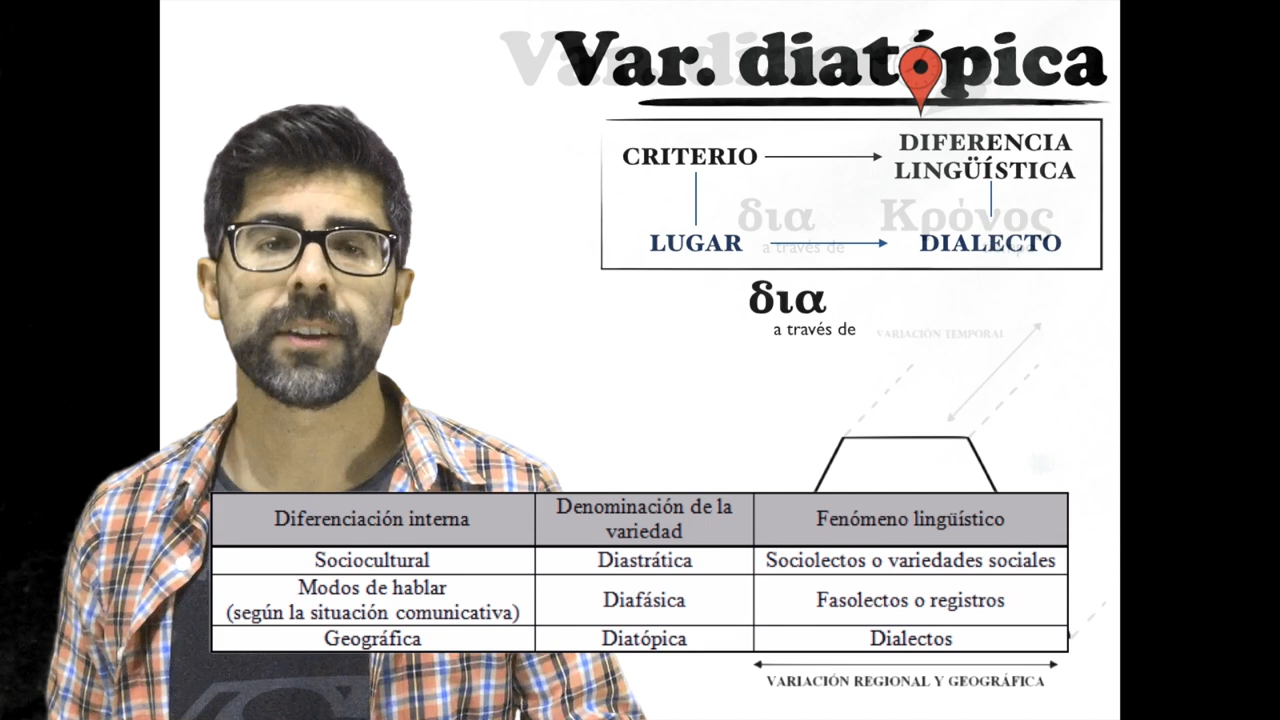 Var. diatópica
CRITERIO
DIFERENCIA
LINGÜÍSTICA
δια Κρόνος
a través de
LUGAR
DIALECTO
δια
a través de
VARIACIÓN TEMPORAL
Diferenciación interna
Denominación de la
variedad
Fenómeno lingüístico
Sociocultural
Diastrática
Sociolectos o variedades sociales
Modos de hablar
(según la situación comunicativa)
Diafásica
Fasolectos o registros
Geográfica
Diatópica
Dialectos
VARIACIÓN REGIONAL Y GEOGRÁFICA